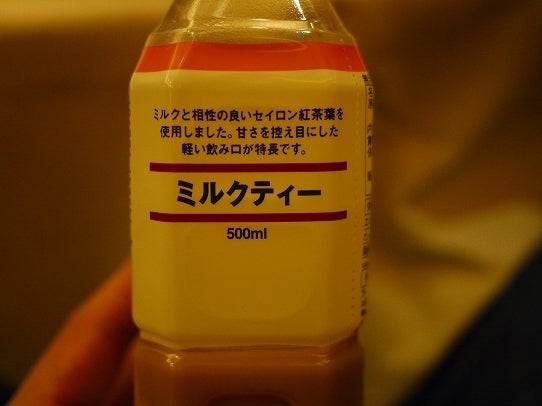 ミルクと相性の良いセイロン紅茶葉を
使用しました。甘さを控え目にした
軽い飲み口が特長です。
ミルクティー
500ml